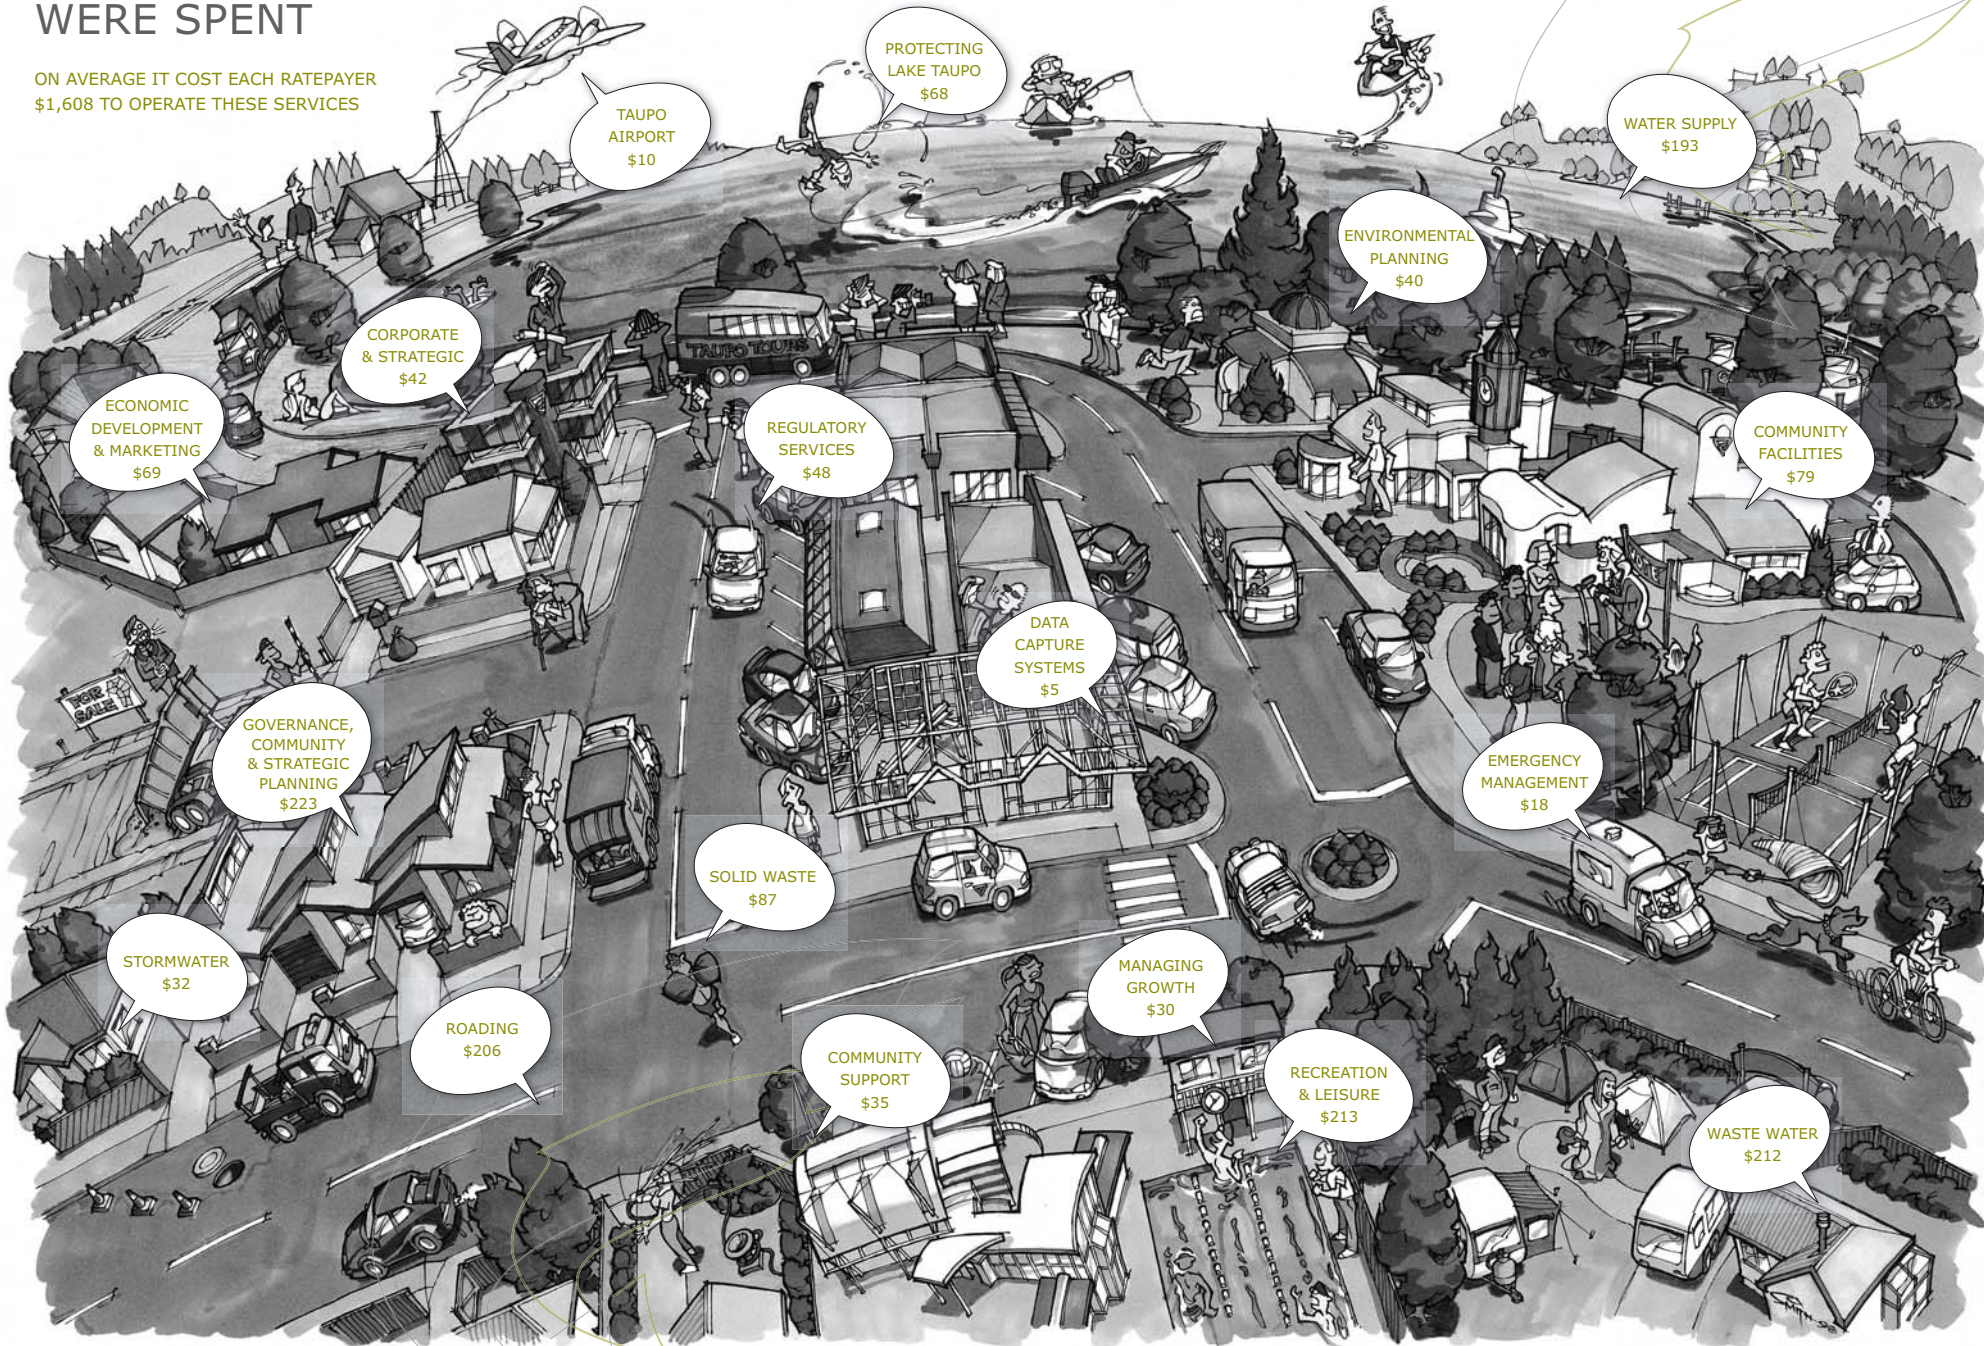 WERE SPENT
ON AVERAGE IT COST EACH RATEPAYER
$1,608 TO OPERATE THESE SERVICES
PROTECTING
LAKE TAUPO
$68
TAUPO
AIRPORT
$10
WATER SUPPLY
$193
ENVIRONMENTAL
PLANNING
$40
CORPORATE
& STRATEGIC
$42
TAUPO TOURS
ECONOMIC
DEVELOPMENT
& MARKETING
$69
REGULATORY
SERVICES
$48
COMMUNITY
FACILITIES
$79
DATA
CAPTURE
SYSTEMS
$5
FOR
SALE
GOVERNANCE,
COMMUNITY
& STRATEGIC
PLANNING
$223
EMERGENCY
MANAGEMENT
$18
SOLID WASTE
$87
STORMWATER
$32
MANAGING
GROWTH
$30
ROADING
$206
COMMUNITY
SUPPORT
$35
RECREATION
& LEISURE
$213
WASTE WATER
$212